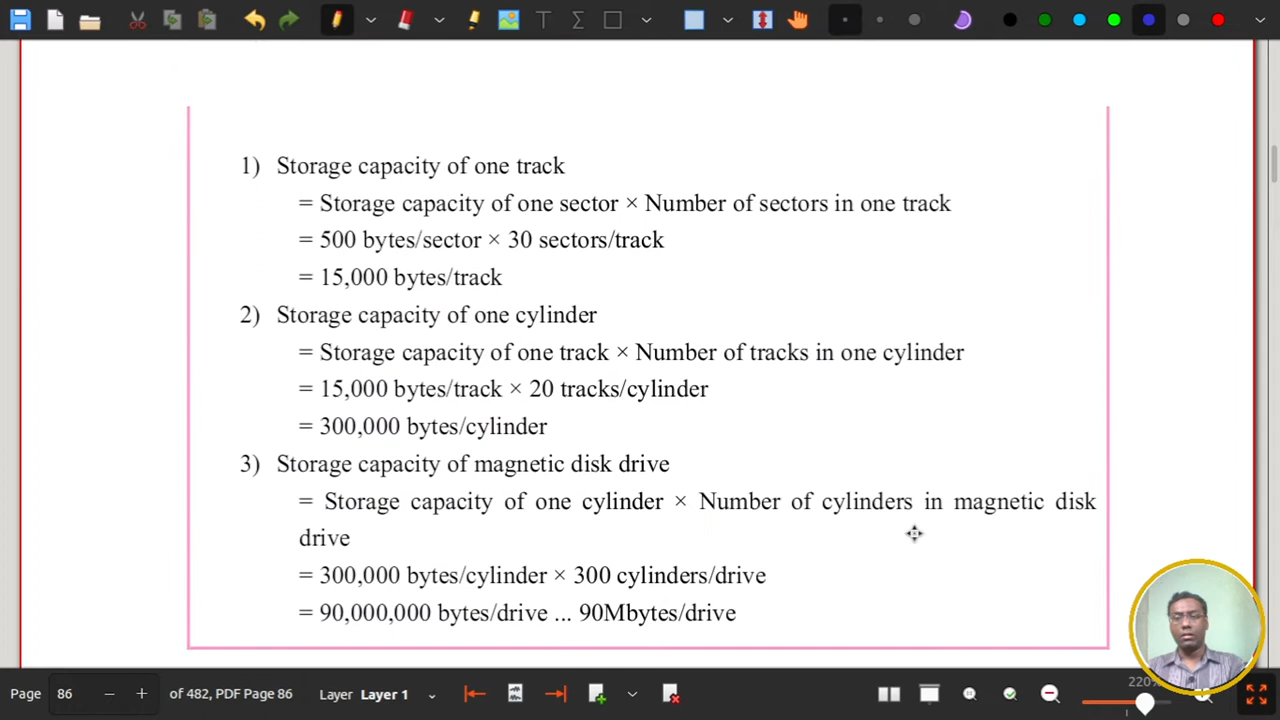 1) Storage capacity of one track
= Storage capacity of one sector × Number of sectors in one track
= 500 bytes/sector × 30 sectors/track
= 15,000 bytes/track
2) Storage capacity of one cylinder
= Storage capacity of one track × Number of tracks in one cylinder
= 15,000 bytes/track × 20 tracks/cylinder
= 300,000 bytes/cylinder
3) Storage capacity of magnetic disk drive
= Storage capacity of one cylinder × Number of cylinders in magnetic disk
drive
= 300,000 bytes/cylinder × 300 cylinders/drive
= 90,000,000 bytes/drive ... 90Mbytes/drive
220%
Page 86 of 482, PDF Page 86 Layer Layer 1